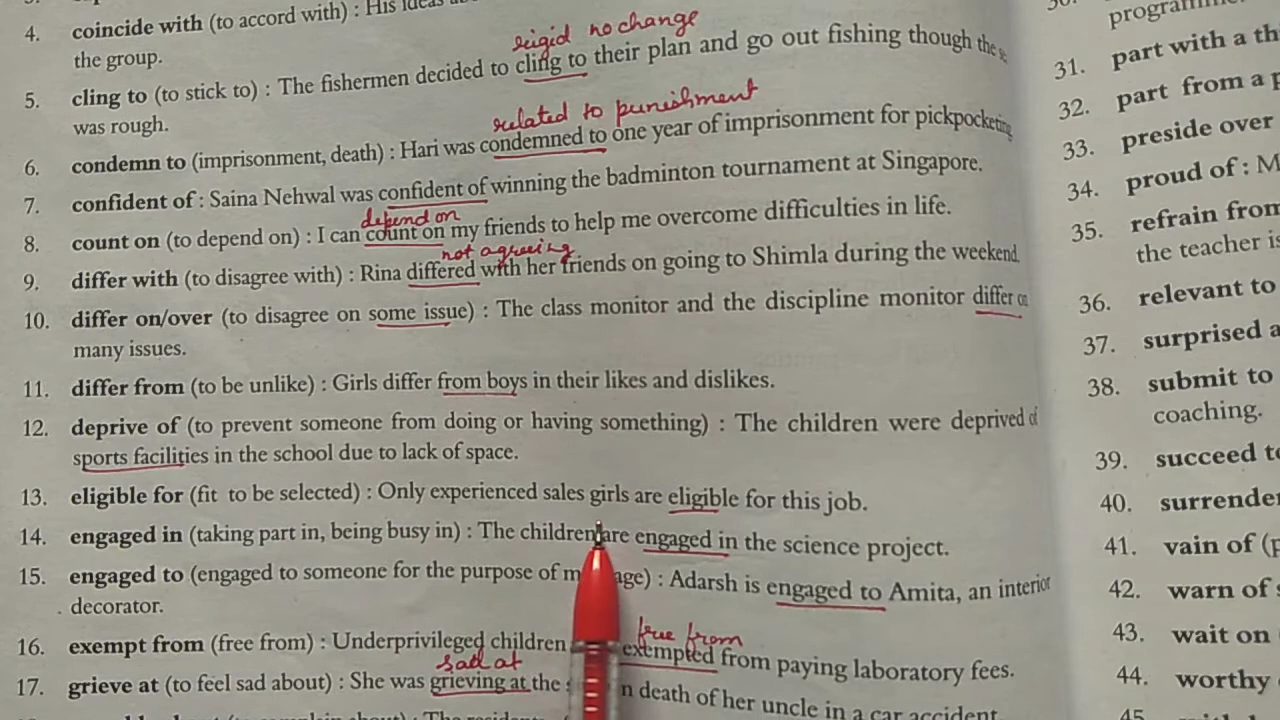 4. coincide with (to accord with) : His ideas
the group.
rigid no change
5. cling to (to stick to) : The fishermen decided to cling to their plan and go out fishing though the
was rough.
related to punishment
6. condemn to (imprisonment, death) : Hari was condemned to one year of imprisonment for pickpocketing
7. confident of : Saina Nehwal was confident of winning the badminton tournament at Singapore.
depend on
8. count on (to depend on) : I can count on my friends to help me overcome difficulties in life.
not agreeing
9. differ with (to disagree with) : Rina differed with her friends on going to Shimla during the weekend.
10. differ on/over (to disagree on some issue) : The class monitor and the discipline monitor differ on
many issues.
11. differ from (to be unlike) : Girls differ from boys in their likes and dislikes.
12. deprive of (to prevent someone from doing or having something) : The children were deprived of
sports facilities in the school due to lack of space.
13. eligible for (fit to be selected) : Only experienced sales girls are eligible for this job.
14. engaged in (taking part in, being busy in) : The children are engaged in the science project.
15. engaged to (engaged to someone for the purpose of : Adarsh is engaged to Amita, an interior
decorator.
free from
16. exempt from (free from) : Underprivileged children exempted from paying laboratory fees.
sad at
17. grieve at (to feel sad about) : She was grieving at the death of her uncle in a car accident.
programme
31. part with a
32. part from a
33. preside over
34. proud of :
35. refrain from
the teacher is
36. relevant to
37. surprised
38. submit to
coaching.
39. succeed
40. surrender
41. vain of
42. warn of
43. wait on
44. worthy
45.